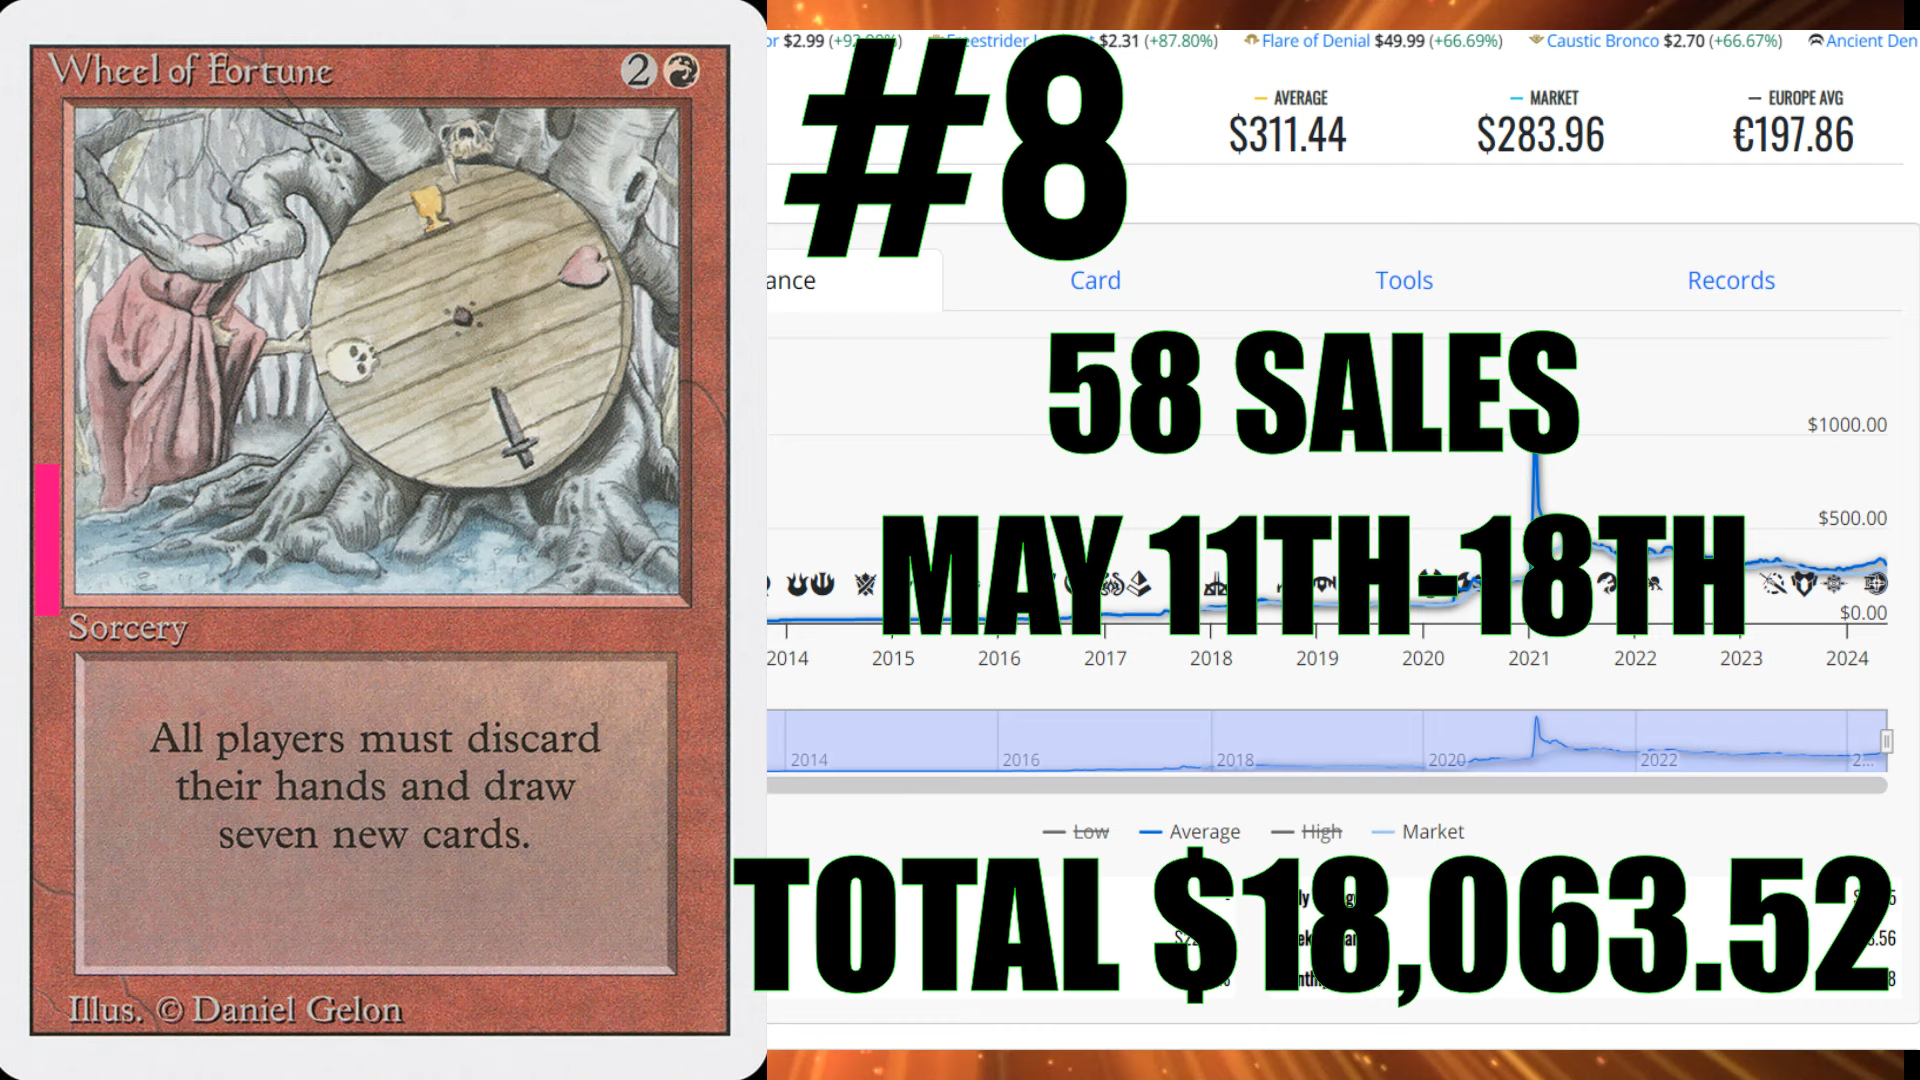 Wheel of Fortune 2
Sorcery
All players must discard
their hands and draw
seven new cards.
Illus. © Daniel Gelon
#8
$2.99 Freestrider $2.31 (+87.80%) Flare of Denial $49.99 (+66.69%) Caustic Bronco $2.70 (+66.67%) Ancient Den
AVERAGE MARKET EUROPE AVG
$311.44 $283.96 €197.86
ance Card Tools Records
58 SALES
$1000.00
$500.00
MAY 11TH-18TH
$0.00
2014 2015 2016 2017 2018 2019 2020 2021 2022 2023 2024
2014 2016 2018 2020 2022 2...
Low Average High Market
TOTAL $18,063.52